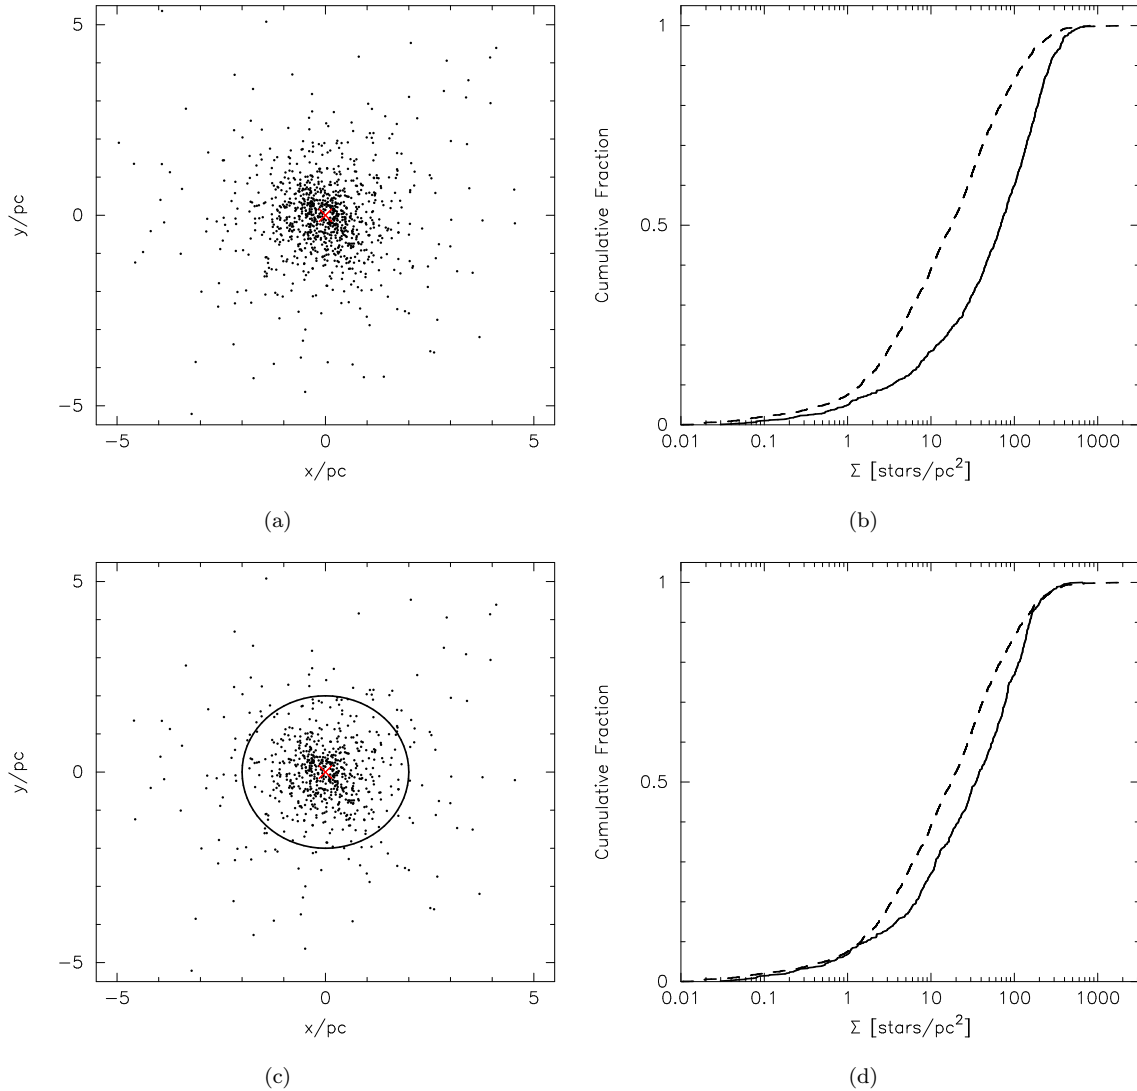 5
0
−5
y/pc
−5 0 5
x/pc
(a)
1
0.5
0
Cumulative Fraction
0.01 0.1 1 10 100 1000
Σ [stars/pc²]
(b)
5
0
−5
y/pc
−5 0 5
x/pc
(c)
1
0.5
0
Cumulative Fraction
0.01 0.1 1 10 100 1000
Σ [stars/pc²]
(d)